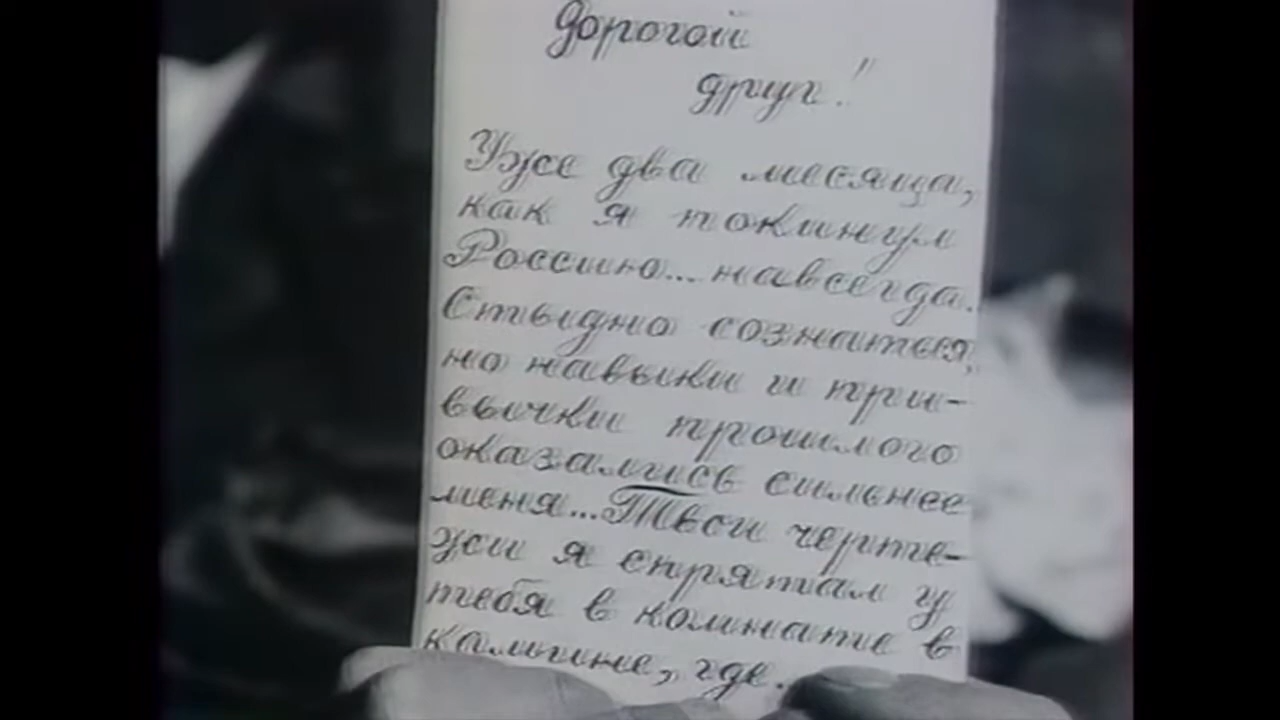 Дорогой
друг!
Уже два месяца,
как я покинул
Россию... навсегда.
Стыдно сознаться,
но навыки и при-
вычки прошлого
оказались сильнее
меня... Твои черте-
жи я спрятал у
тебя в комнате в
камине, где.